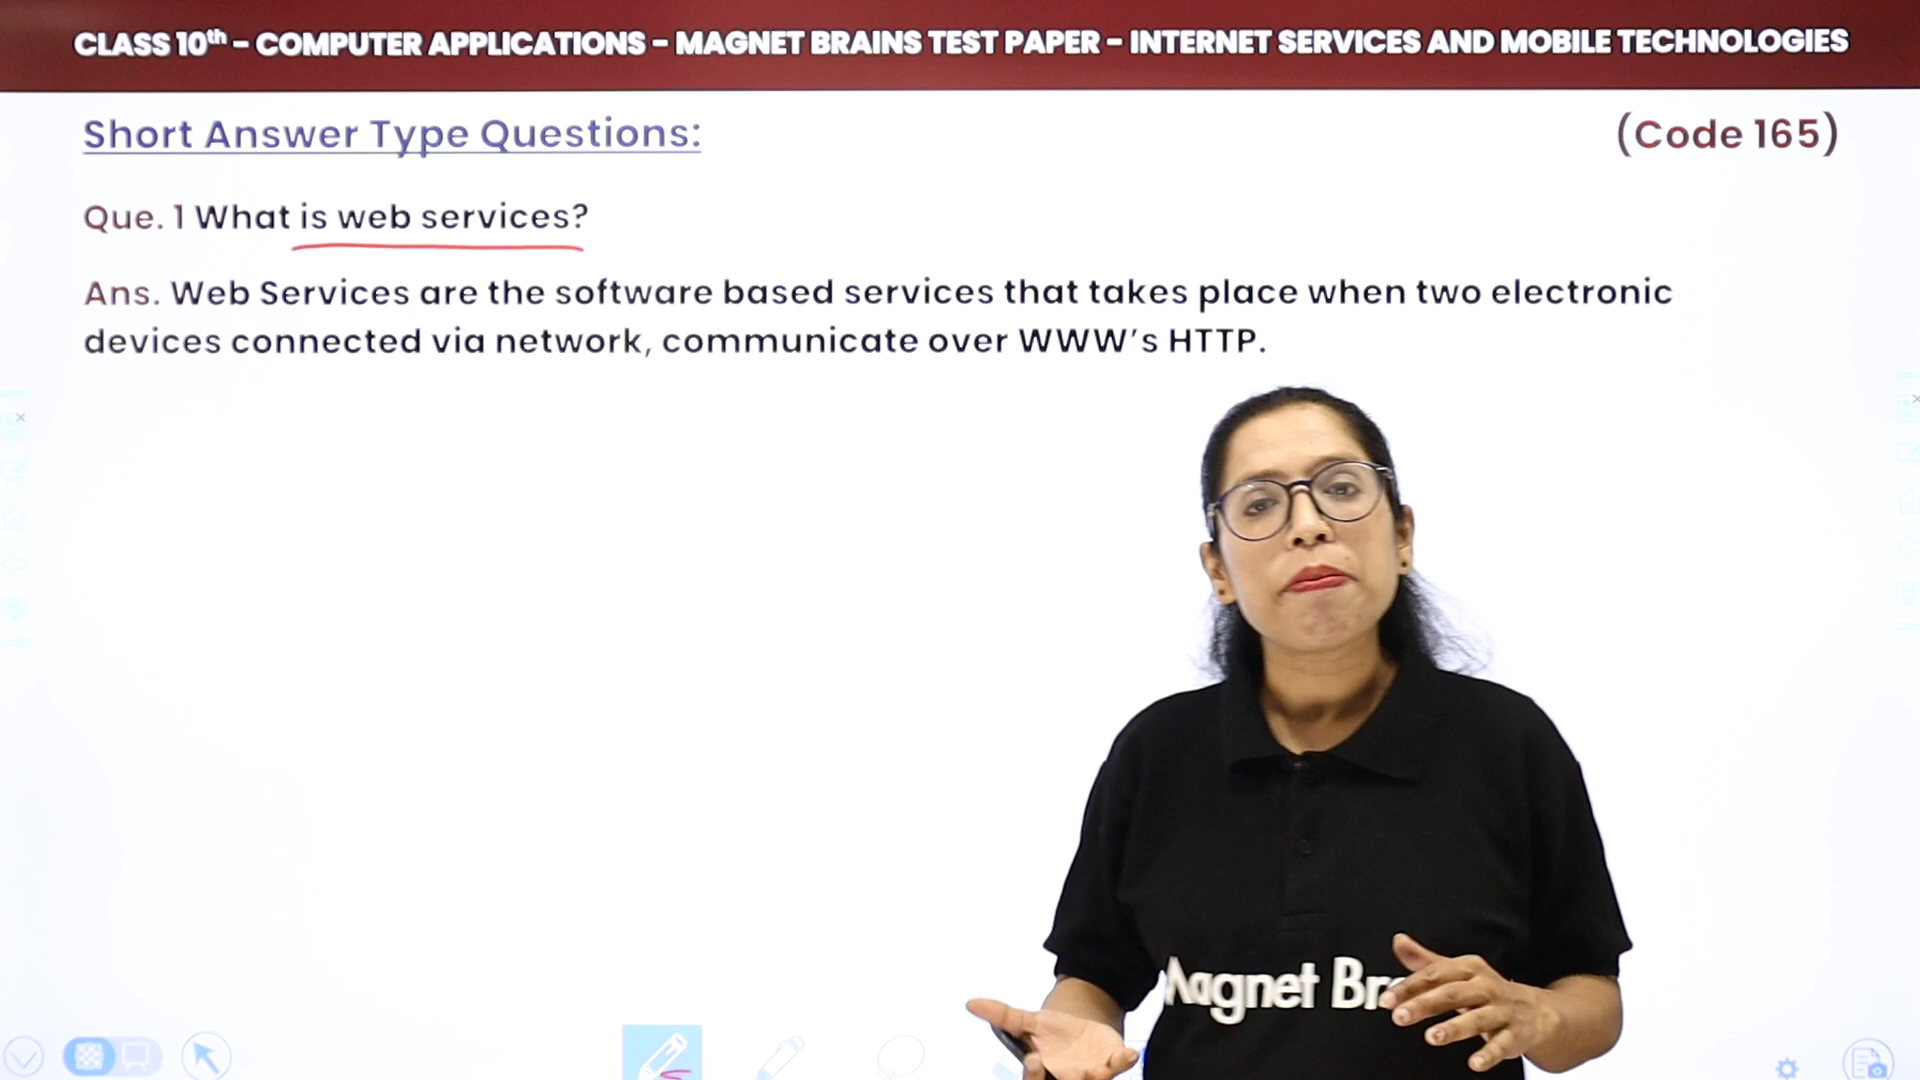 CLASS 10th - COMPUTER APPLICATIONS - MAGNET BRAINS TEST PAPER - INTERNET SERVICES AND MOBILE TECHNOLOGIES
Short Answer Type Questions:
(Code 165)
Que. 1 What is web services?
Ans. Web Services are the software based services that takes place when two electronic
devices connected via network, communicate over WWW's HTTP.
Magnet